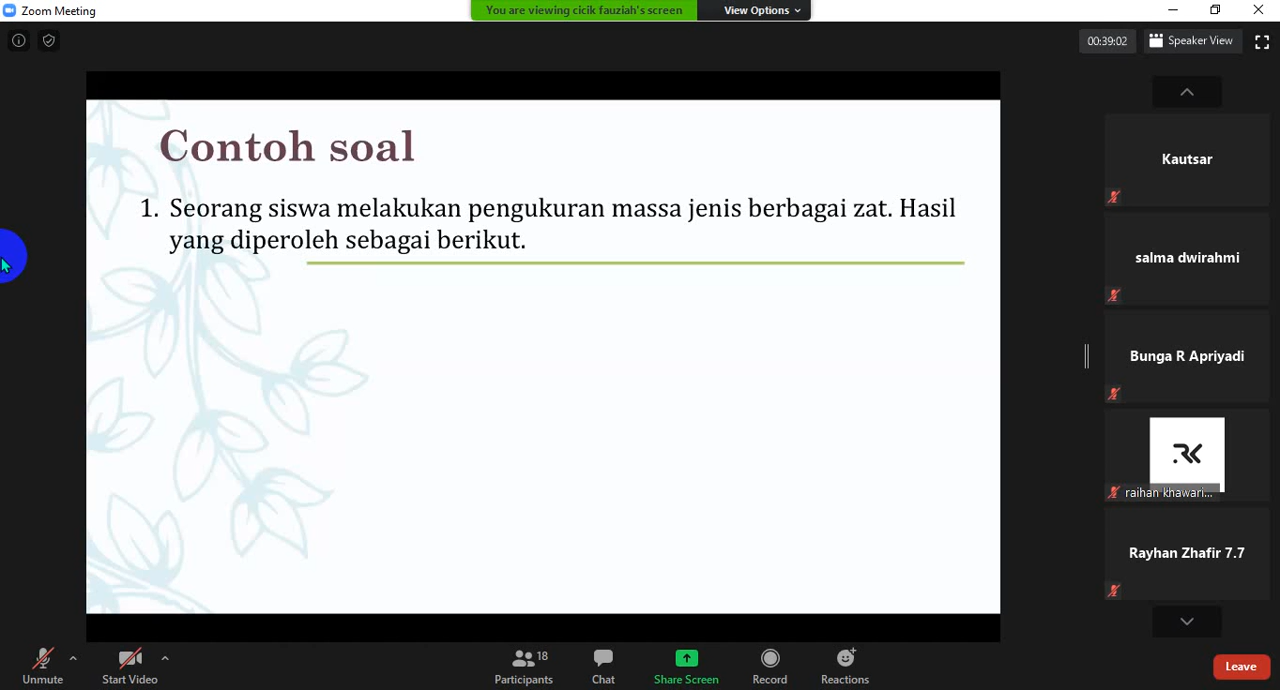 Zoom Meeting
You are viewing cicik fauziah's screen
View Options
00:39:02
Speaker View
Contoh soal
1. Seorang siswa melakukan pengukuran massa jenis berbagai zat. Hasil
yang diperoleh sebagai berikut.
Kautsar
salma dwirahmi
Bunga R Apriyadi
RK
raihan khawari...
Rayhan Zhafir 7.7
Unmute
Start Video
Participants
18
Chat
Share Screen
Record
Reactions
Leave